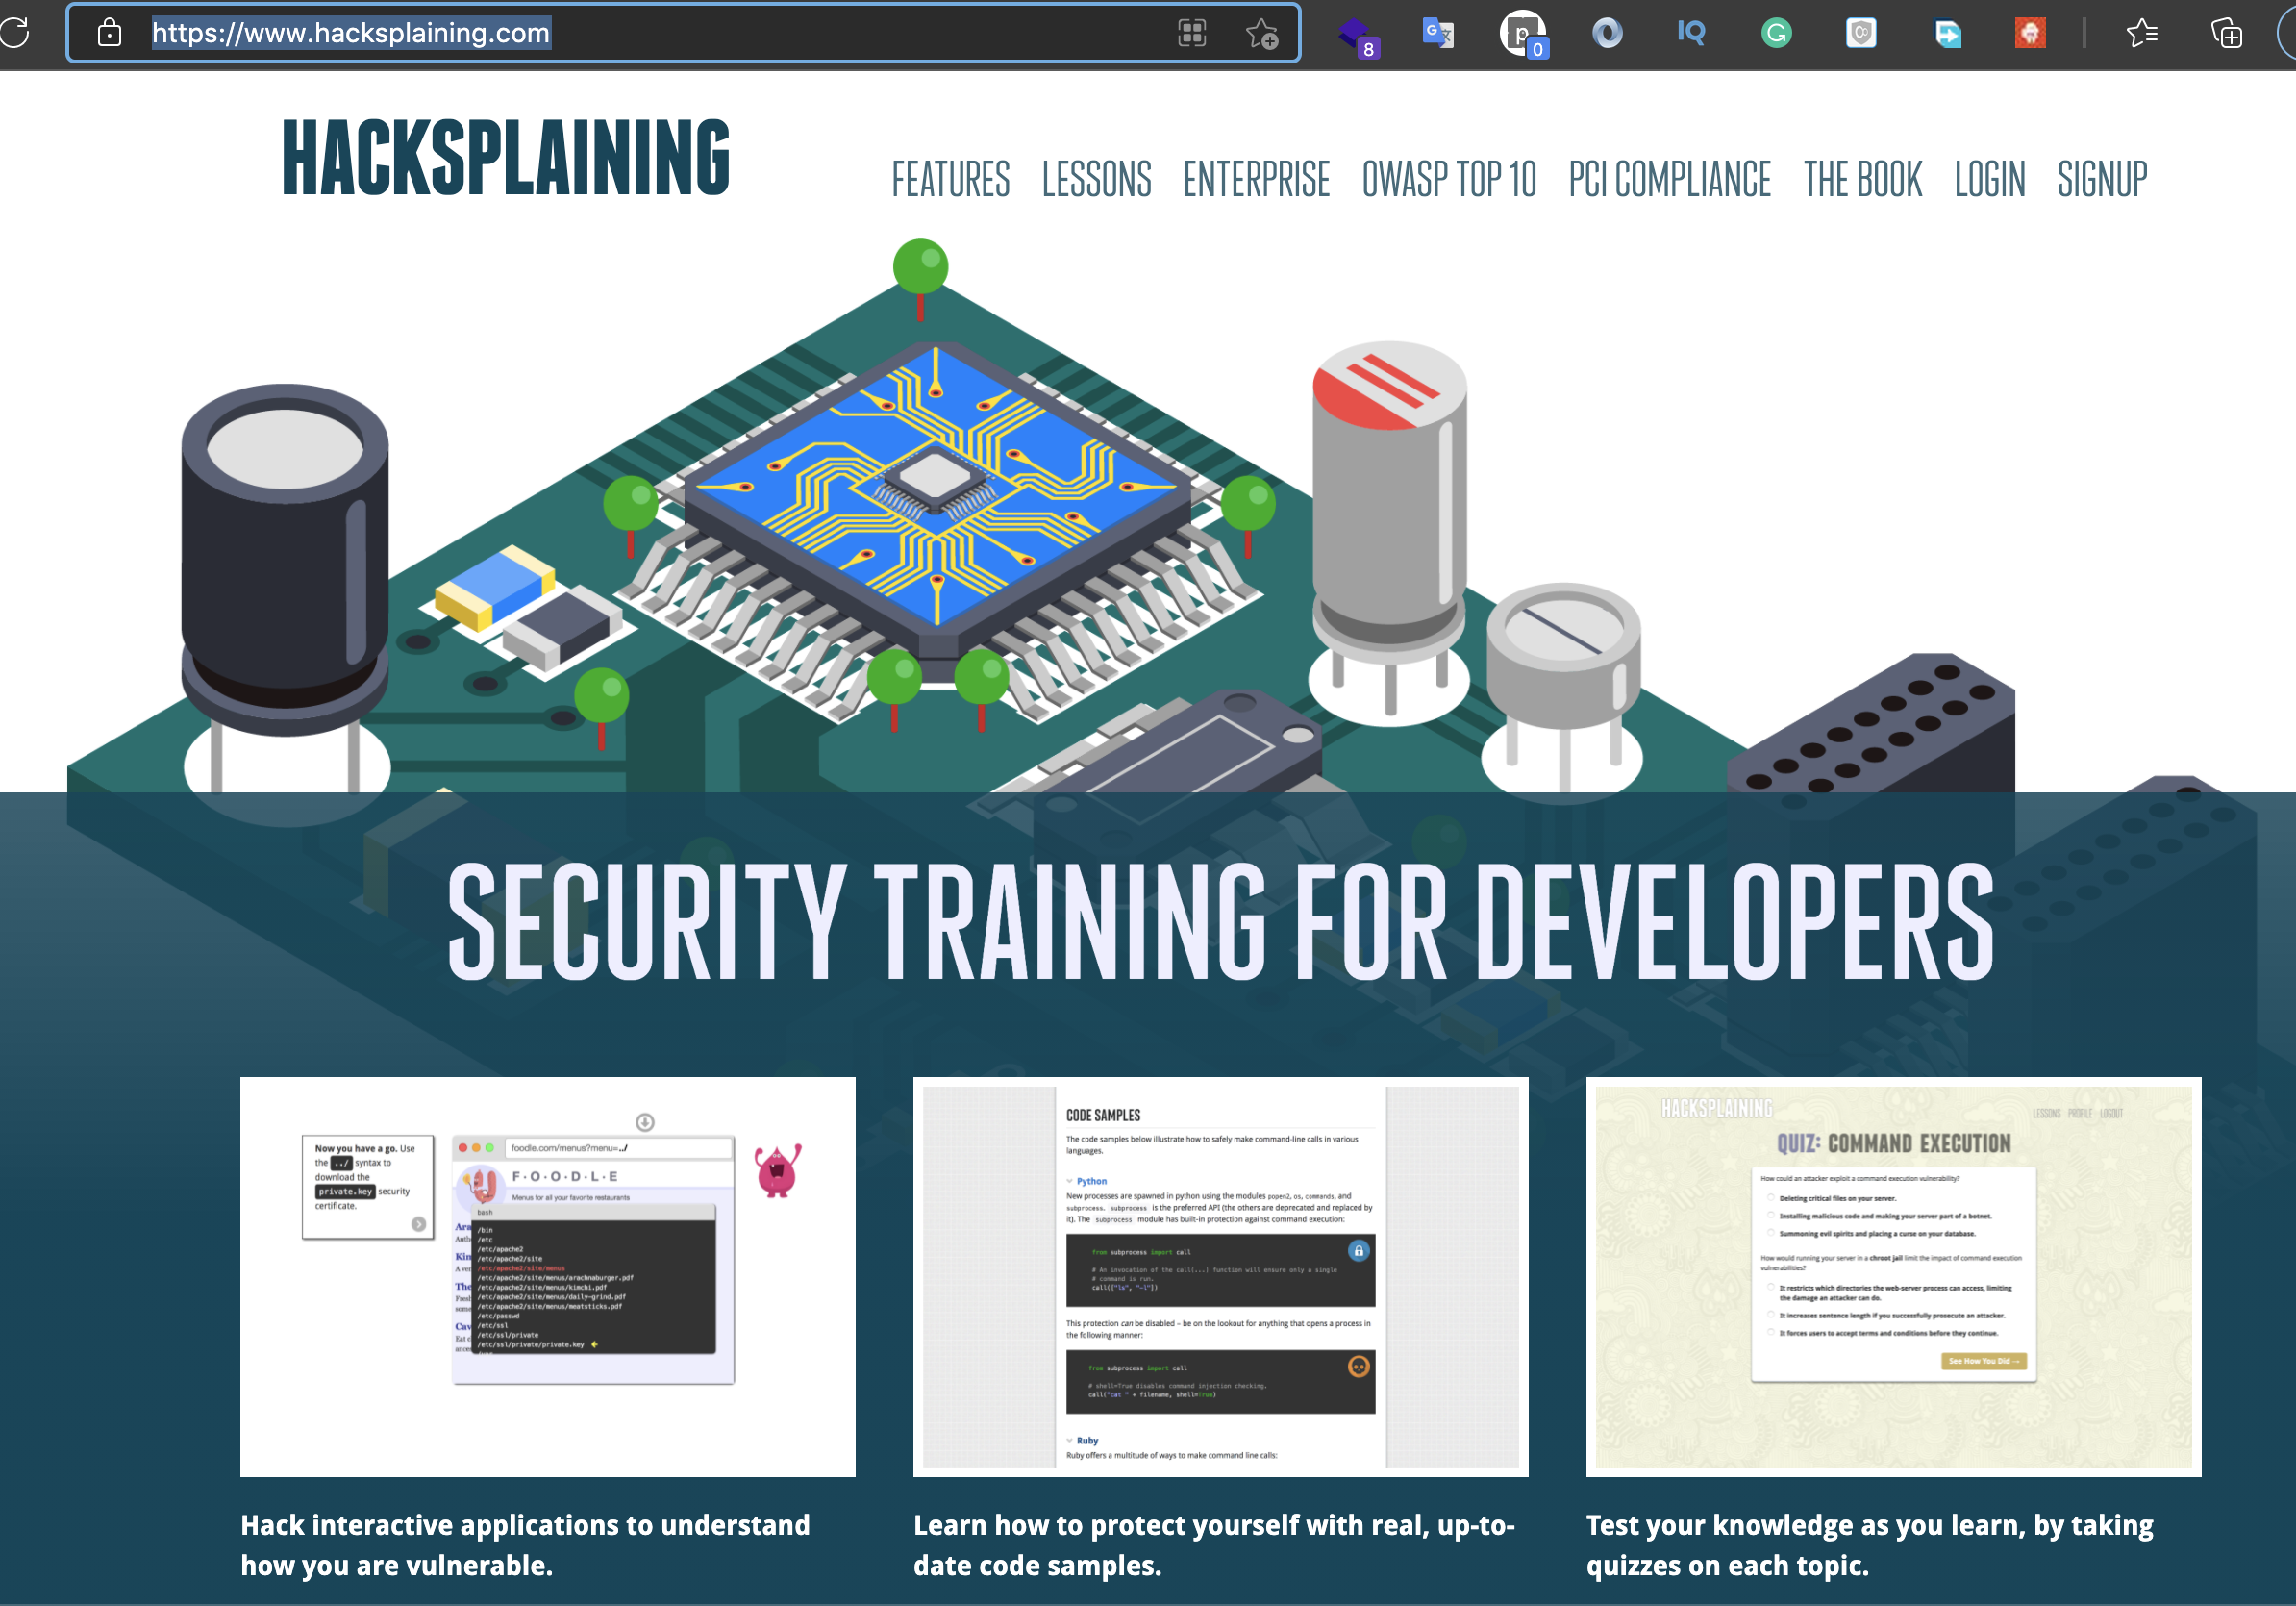 https://www.hacksplaining.com
8
p
0
IQ
HACKSPLAINING
FEATURES LESSONS ENTERPRISE OWASP TOP 10 PCI COMPLIANCE THE BOOK LOGIN SIGNUP
SECURITY TRAINING FOR DEVELOPERS
Now you have a go. Use
the ../ syntax to
download the
private.key security
certificate.
foodle.com/menus?menu=../
F·O·O·D·L·E
Menus for all your favorite restaurants
bash
/bin
/etc
/etc/apache2
/etc/apache2/site
/etc/apache2/site/menus
/etc/apache2/site/menus/arachnaburger.pdf
/etc/apache2/site/menus/kimchi.pdf
/etc/apache2/site/menus/daily-grind.pdf
/etc/apache2/site/menus/meatsticks.pdf
/etc/passwd
/etc/ssl
/etc/ssl/private
/etc/ssl/private/private.key
CODE SAMPLES
The code samples below illustrate how to safely make command-line calls in various
languages.
Python
New processes are spawned in python using the modules popen2, os, commands, and
subprocess. subprocess is the preferred API (the others are deprecated and replaced by
it). The subprocess module has built-in protection against command execution:
from subprocess import call
# An invocation of the call(...) function will ensure only a single
# command is run.
call(["ls", "-l"])
This protection can be disabled – be on the lookout for anything that opens a process in
the following manner:
from subprocess import call
# shell=True disables command injection checking.
call("cat " + filename, shell=True)
Ruby
Ruby offers a multitude of ways to make command line calls:
HACKSPLAINING
LESSONS PROFILE LOGOUT
QUIZ: COMMAND EXECUTION
How could an attacker exploit a command execution vulnerability?
Deleting critical files on your server.
Installing malicious code and making your server part of a botnet.
Summoning evil spirits and placing a curse on your database.
How would running your server in a chroot jail limit the impact of command execution
vulnerabilities?
It restricts which directories the web-server process can access, limiting
the damage an attacker can do.
It increases sentence length if you successfully prosecute an attacker.
It forces users to accept terms and conditions before they continue.
See How You Did →
Hack interactive applications to understand
how you are vulnerable.
Learn how to protect yourself with real, up-to-
date code samples.
Test your knowledge as you learn, by taking
quizzes on each topic.